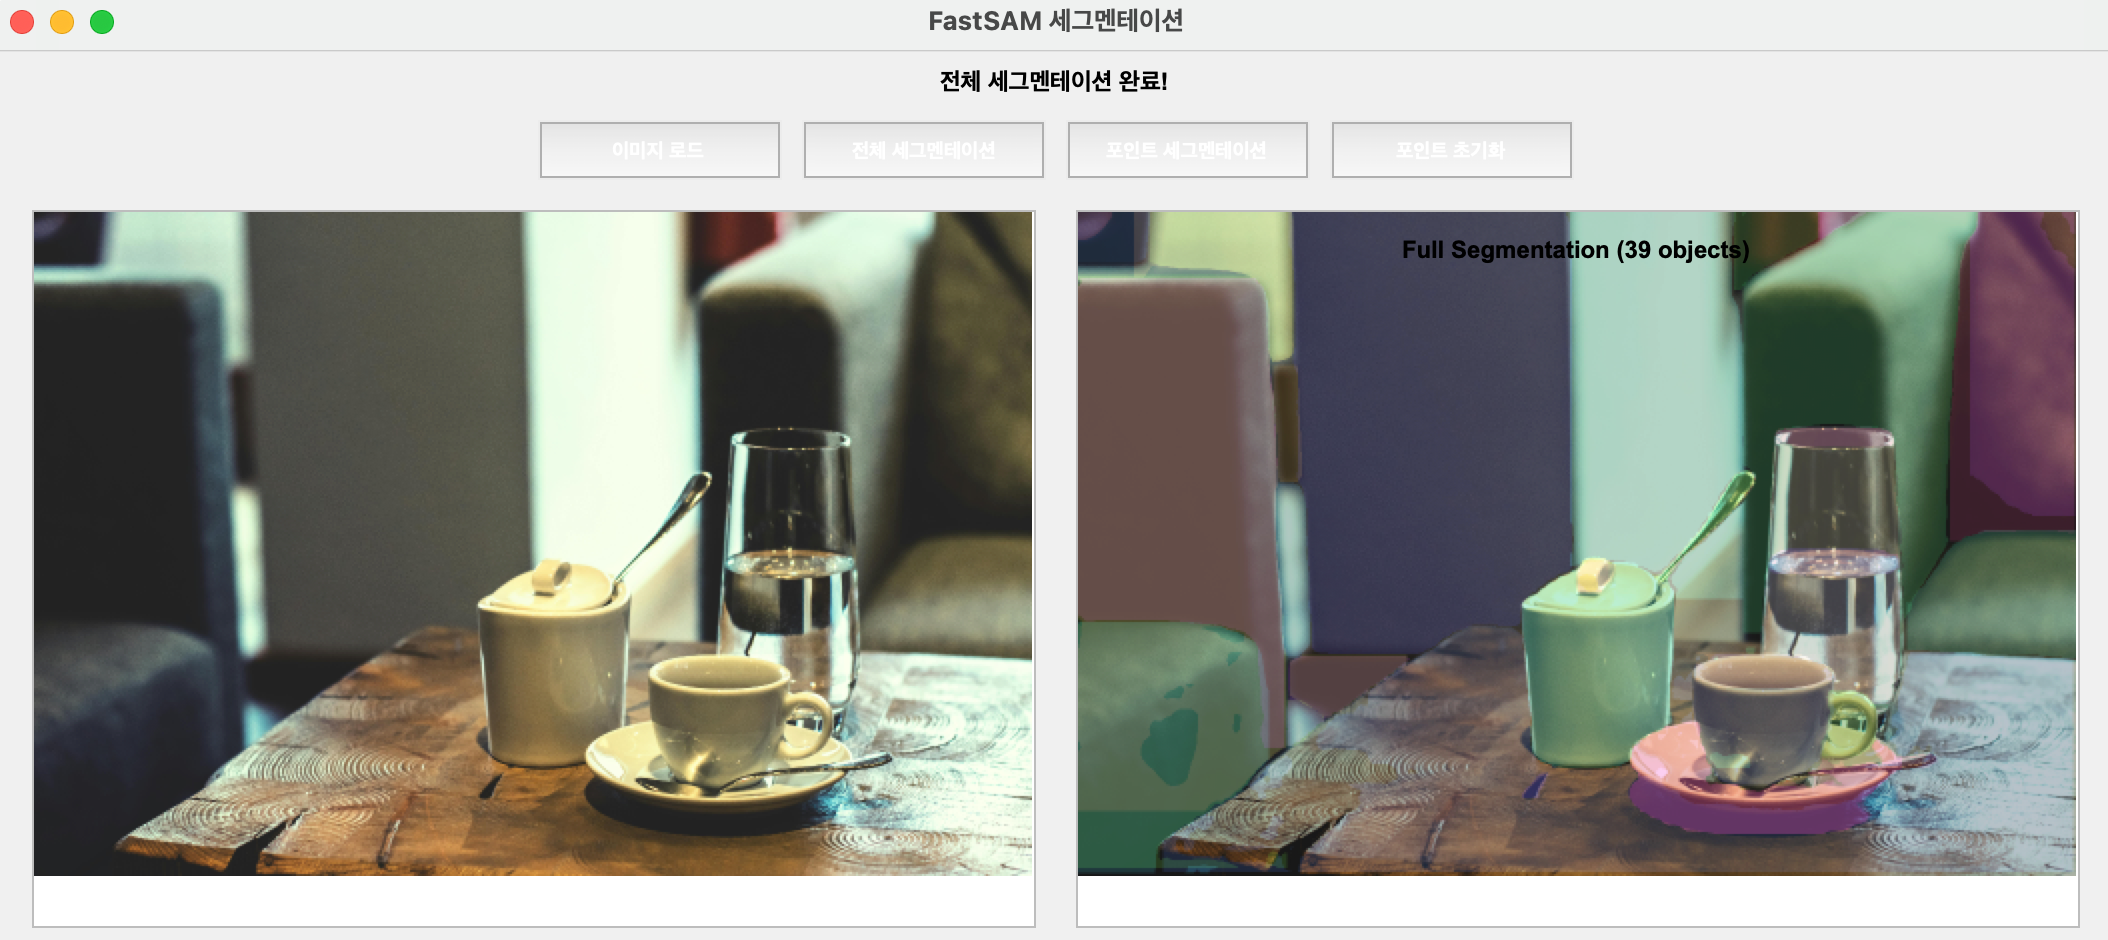 FastSAM 세그멘테이션
전체 세그멘테이션 완료!
이미지 로드
전체 세그멘테이션
포인트 세그멘테이션
포인트 초기화
Full Segmentation (39 objects)